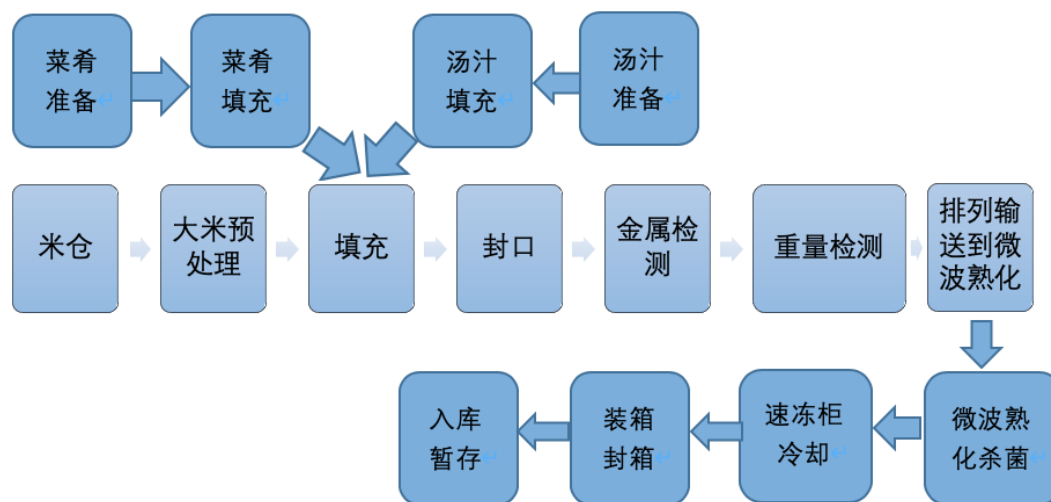 菜肴
准备
菜肴
填充
汤汁
填充
汤汁
准备
米仓
大米预
处理
填充
封口
金属检
测
重量检测
排列输
送到微
波熟化
入库
暂存
装箱
封箱
速冻柜
冷却
微波熟
化杀菌